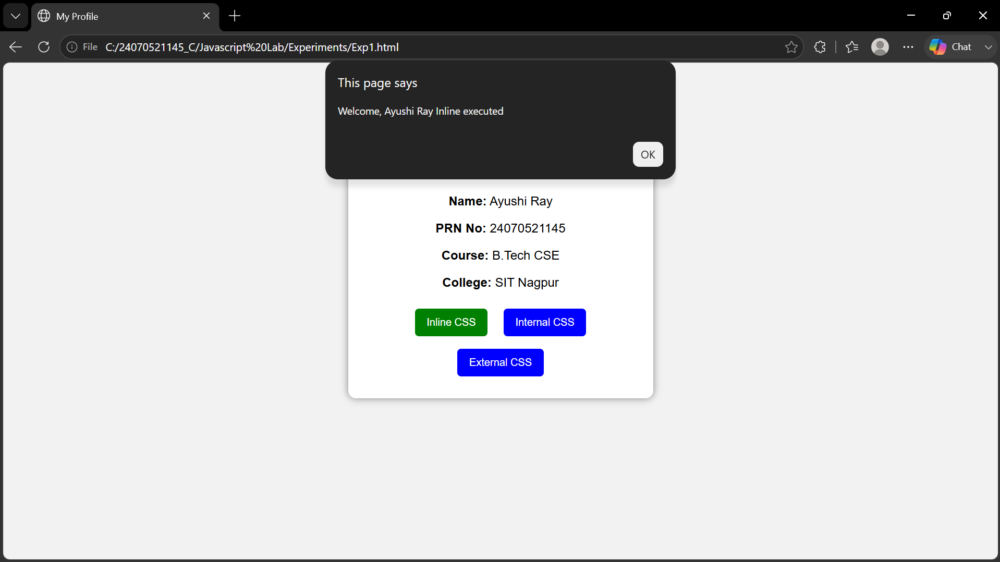 My Profile
File C:/24070521145_C/Javascript%20Lab/Experiments/Exp1.html
Chat
This page says
Welcome, Ayushi Ray Inline executed
OK
Name: Ayushi Ray
PRN No: 24070521145
Course: B.Tech CSE
College: SIT Nagpur
Inline CSS Internal CSS
External CSS